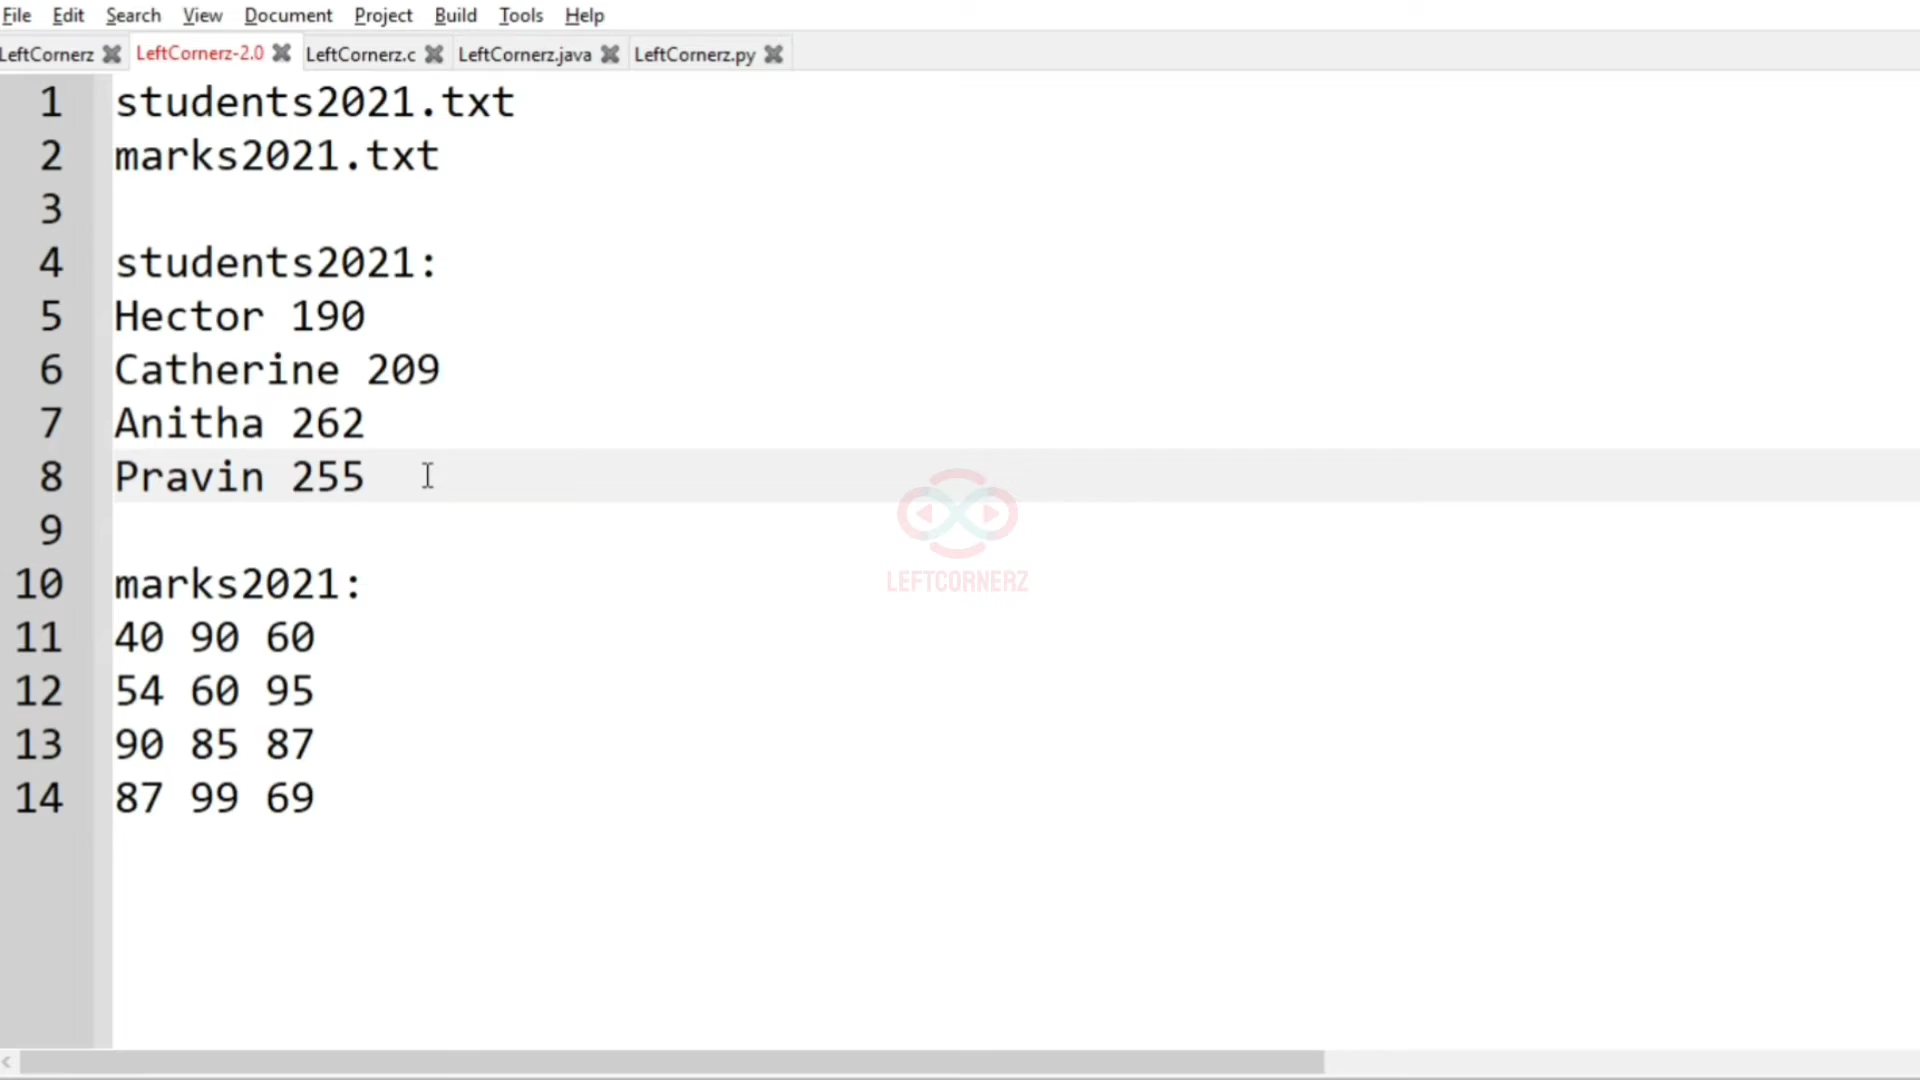 File Edit Search View Document Project Build Tools Help
LeftCornerz LeftCornerz-2.0 LeftCornerz.c LeftCornerz.java LeftCornerz.py
1 students2021.txt
2 marks2021.txt
3
4 students2021:
5 Hector 190
6 Catherine 209
7 Anitha 262
8 Pravin 255
9
10 marks2021:
11 40 90 60
12 54 60 95
13 90 85 87
14 87 99 69
LEFTCORNERZ